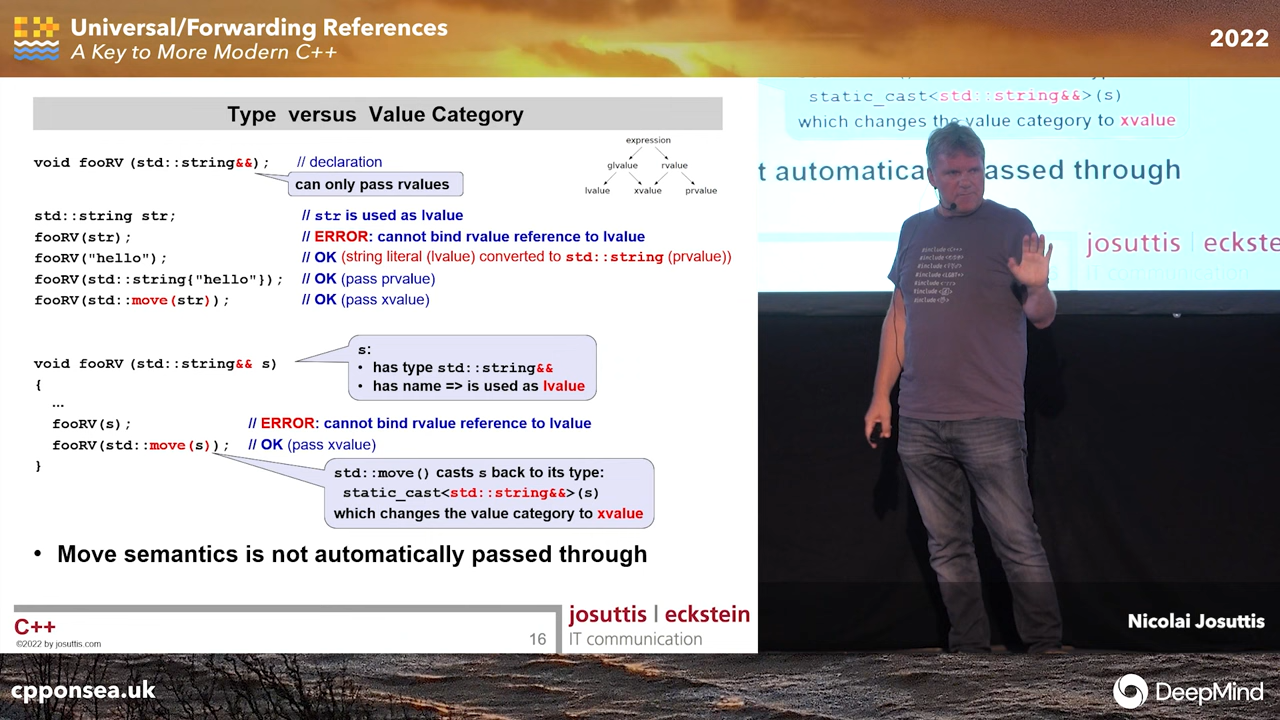 Universal/Forwarding References
A Key to More Modern C++
2022
Type versus Value Category
void fooRV (std::string&&); // declaration
can only pass rvalues
expression
glvalue rvalue
lvalue xvalue prvalue
std::string str; // str is used as lvalue
fooRV(str); // ERROR: cannot bind rvalue reference to lvalue
fooRV("hello"); // OK (string literal (lvalue) converted to std::string (prvalue))
fooRV(std::string{"hello"}); // OK (pass prvalue)
fooRV(std::move(str)); // OK (pass xvalue)
void fooRV (std::string&& s)
s:
• has type std::string&&
• has name => is used as lvalue
{
...
fooRV(s); // ERROR: cannot bind rvalue reference to lvalue
fooRV(std::move(s)); // OK (pass xvalue)
}
std::move() casts s back to its type:
static_cast<std::string&&>(s)
which changes the value category to xvalue
• Move semantics is not automatically passed through
C++
©2022 by josuttis.com
16
josuttis | eckstein
IT communication
static_cast<std::string&&>(s)
which changes the value category to xvalue
t automatica assed through
josuttis | eckste
#include <C++>
Nicolai Josuttis
cpponsea.uk
DeepMind